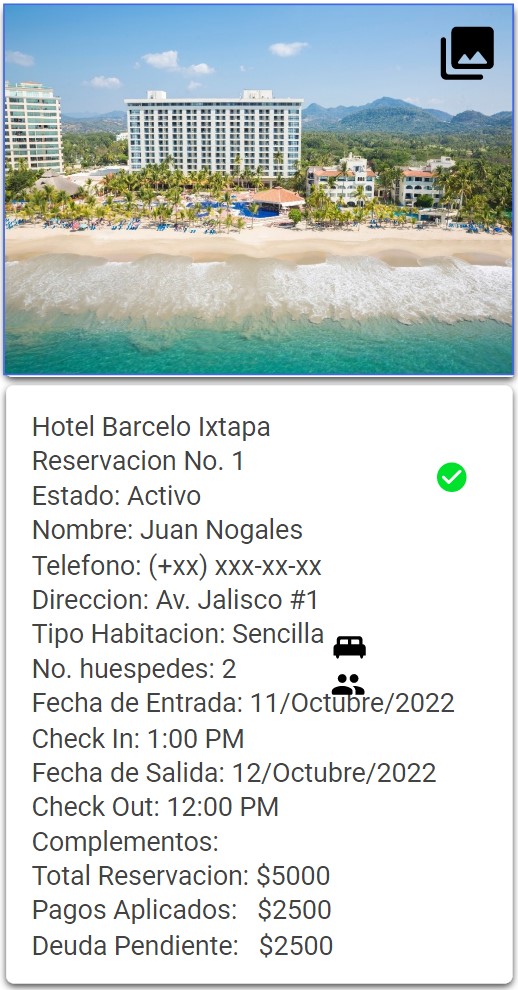 Hotel Barcelo Ixtapa
Reservacion No. 1
Estado: Activo
Nombre: Juan Nogales
Telefono: (+xx) xxx-xx-xx
Direccion: Av. Jalisco #1
Tipo Habitacion: Sencilla
No. huespedes: 2
Fecha de Entrada: 11/Octubre/2022
Check In: 1:00 PM
Fecha de Salida: 12/Octubre/2022
Check Out: 12:00 PM
Complementos:
Total Reservacion: $5000
Pagos Aplicados: $2500
Deuda Pendiente: $2500